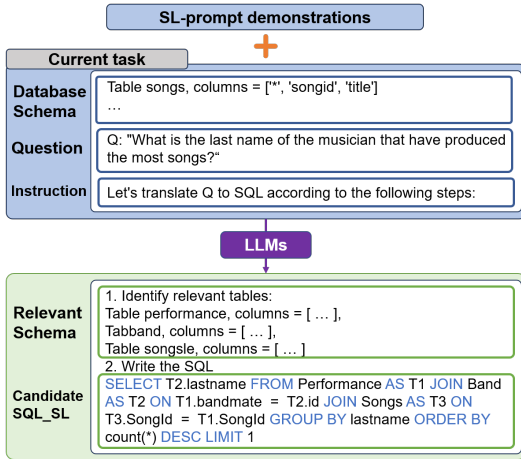 SL-prompt demonstrations
+
Current task
Database
Schema
Table songs, columns = ['*', 'songid', 'title']
...
Question
Q: "What is the last name of the musician that have produced
the most songs?“
Instruction
Let's translate Q to SQL according to the following steps:
LLMs
Relevant
Schema
1. Identify relevant tables:
Table performance, columns = [ ... ],
Tabband, columns = [ ... ],
Table songsle, columns = [ ... ]
2. Write the SQL
Candidate
SQL_SL
SELECT T2.lastname FROM Performance AS T1 JOIN Band
AS T2 ON T1.bandmate = T2.id JOIN Songs AS T3 ON
T3.SongId = T1.SongId GROUP BY lastname ORDER BY
count(*) DESC LIMIT 1